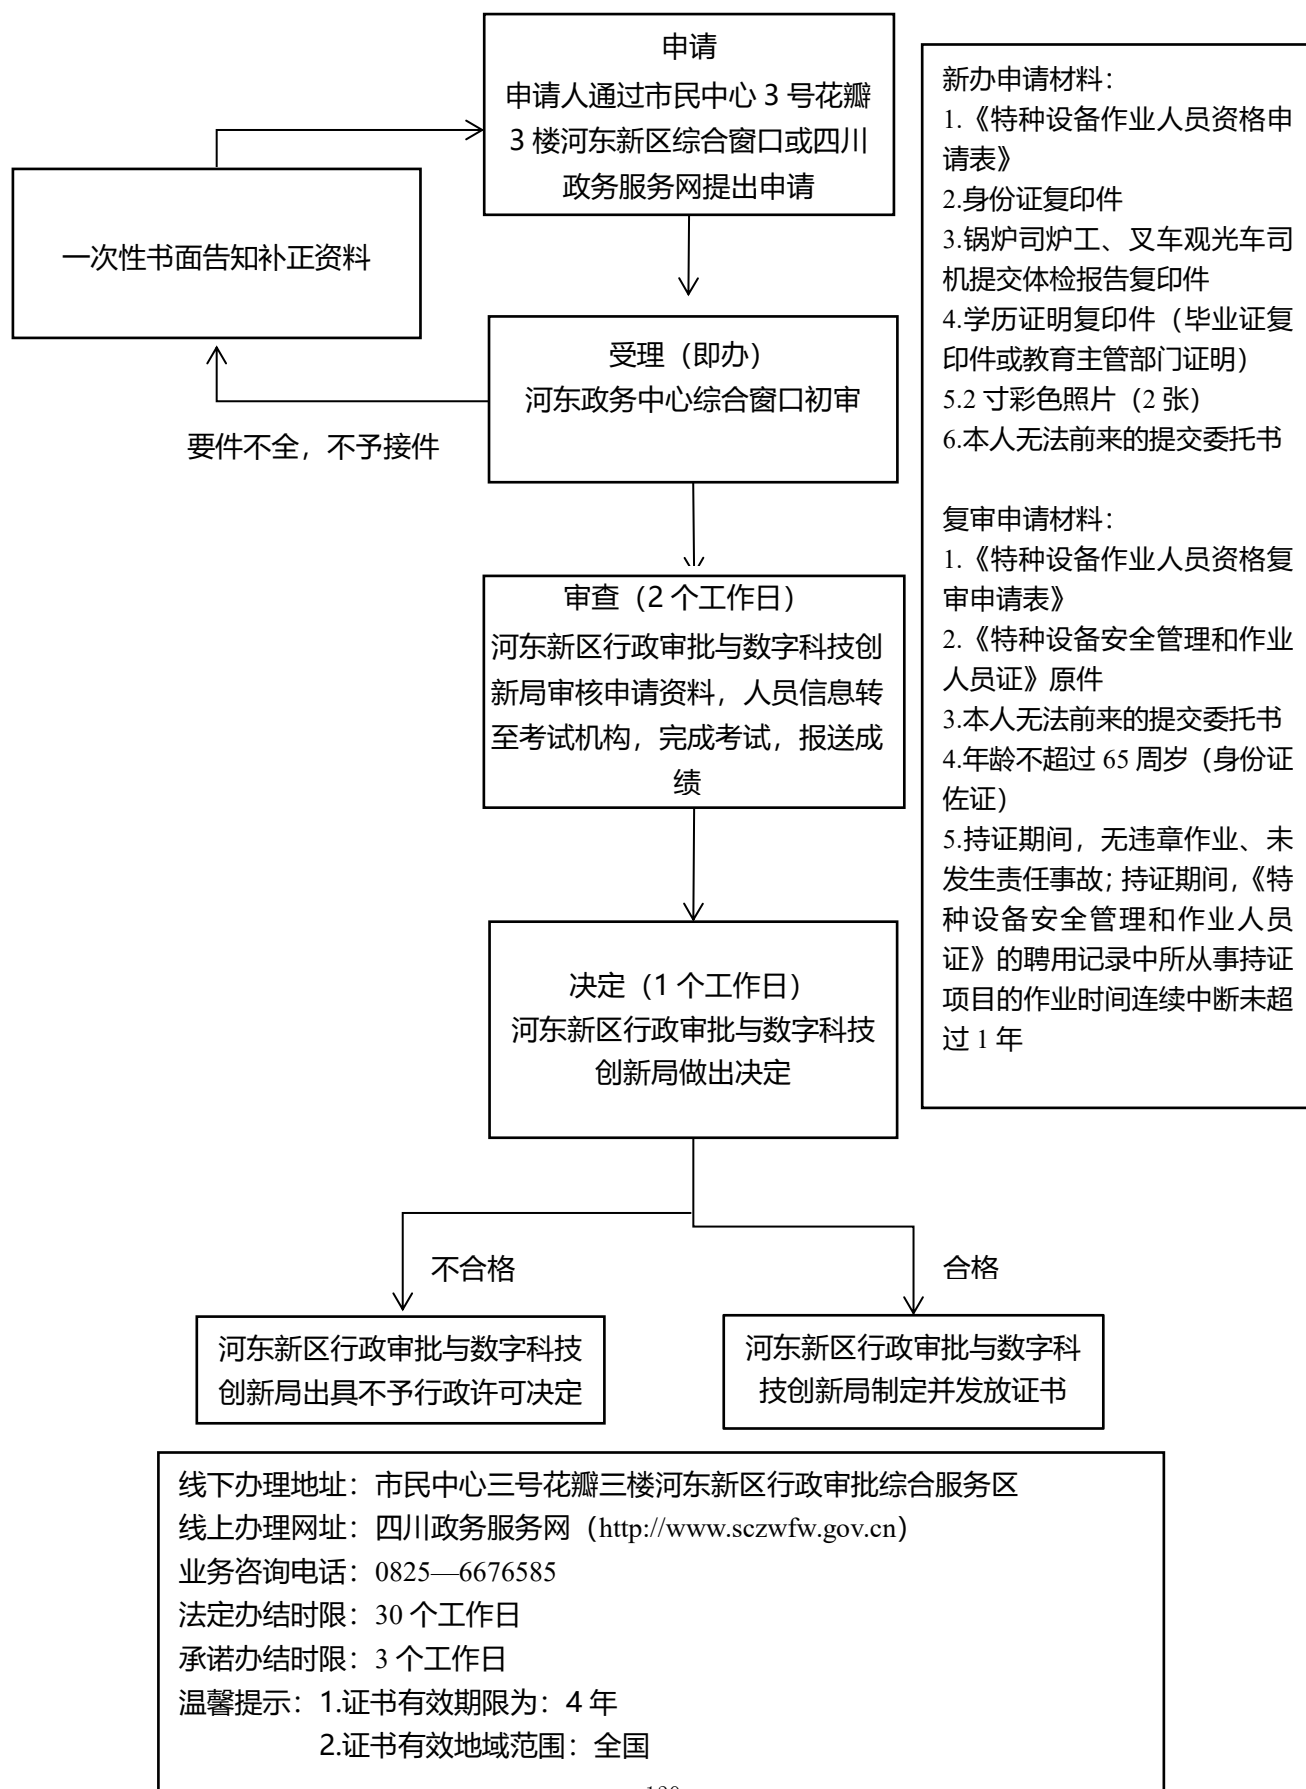 申请
申请人通过市民中心 3 号花瓣
3 楼河东新区综合窗口或四川
政务服务网提出申请
一次性书面告知补正资料
受理（即办）
河东政务中心综合窗口初审
要件不全，不予接件
审查（2 个工作日）
河东新区行政审批与数字科技创
新局审核申请资料，人员信息转
至考试机构，完成考试，报送成
绩
决定（1 个工作日）
河东新区行政审批与数字科技
创新局做出决定
不合格
合格
河东新区行政审批与数字科技
创新局出具不予行政许可决定
河东新区行政审批与数字科
技创新局制定并发放证书
新办申请材料：
1.《特种设备作业人员资格申
请表》
2.身份证复印件
3.锅炉司炉工、叉车观光车司
机提交体检报告复印件
4.学历证明复印件（毕业证复
印件或教育主管部门证明）
5.2 寸彩色照片（2 张）
6.本人无法前来的提交委托书
复审申请材料：
1.《特种设备作业人员资格复
审申请表》
2.《特种设备安全管理和作业
人员证》原件
3.本人无法前来的提交委托书
4.年龄不超过 65 周岁（身份证
佐证）
5.持证期间，无违章作业、未
发生责任事故；持证期间，《特
种设备安全管理和作业人员
证》的聘用记录中所从事持证
项目的作业时间连续中断未超
过 1 年
线下办理地址：市民中心三号花瓣三楼河东新区行政审批综合服务区
线上办理网址：四川政务服务网（http://www.sczwfw.gov.cn）
业务咨询电话：0825—6676585
法定办结时限：30 个工作日
承诺办结时限：3 个工作日
温馨提示：1.证书有效期限为：4 年
2.证书有效地域范围：全国